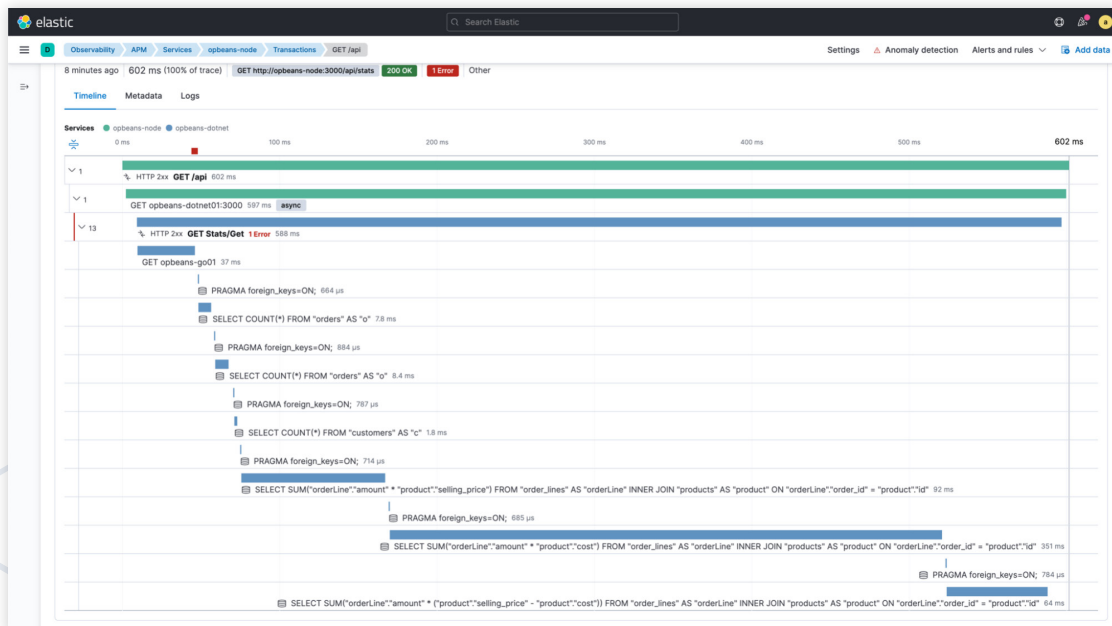 elastic
Search Elastic
a
D Observability APM Services opbeans-node Transactions GET /api Settings Anomaly detection Alerts and rules Add data
8 minutes ago 602 ms (100% of trace) GET http://opbeans-node:3000/api/stats 200 OK 1 Error Other
Timeline Metadata Logs
Services opbeans-node opbeans-dotnet
0 ms 100 ms 200 ms 300 ms 400 ms 500 ms 602 ms
1
HTTP 2xx GET /api 602 ms
1
GET opbeans-dotnet01:3000 597 ms async
13
HTTP 2xx GET Stats/Get 1 Error 588 ms
GET opbeans-go01 37 ms
PRAGMA foreign_keys=ON; 664 μs
SELECT COUNT(*) FROM "orders" AS "o" 7.8 ms
PRAGMA foreign_keys=ON; 884 μs
SELECT COUNT(*) FROM "orders" AS "o" 8.4 ms
PRAGMA foreign_keys=ON; 787 μs
SELECT COUNT(*) FROM "customers" AS "c" 1.8 ms
PRAGMA foreign_keys=ON; 714 μs
SELECT SUM("orderLine"."amount" * "product"."selling_price") FROM "order_lines" AS "orderLine" INNER JOIN "products" AS "product" ON "orderLine"."order_id" = "product"."id" 92 ms
PRAGMA foreign_keys=ON; 685 μs
SELECT SUM("orderLine"."amount" * "product"."cost") FROM "order_lines" AS "orderLine" INNER JOIN "products" AS "product" ON "orderLine"."order_id" = "product"."id" 351 ms
PRAGMA foreign_keys=ON; 784 μs
SELECT SUM("orderLine"."amount" * ("product"."selling_price" - "product"."cost")) FROM "order_lines" AS "orderLine" INNER JOIN "products" AS "product" ON "orderLine"."order_id" = "product"."id" 64 ms